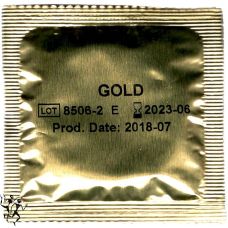 GOLD
LOT 8506-2 E 2023-06
Prod. Date: 2018-07